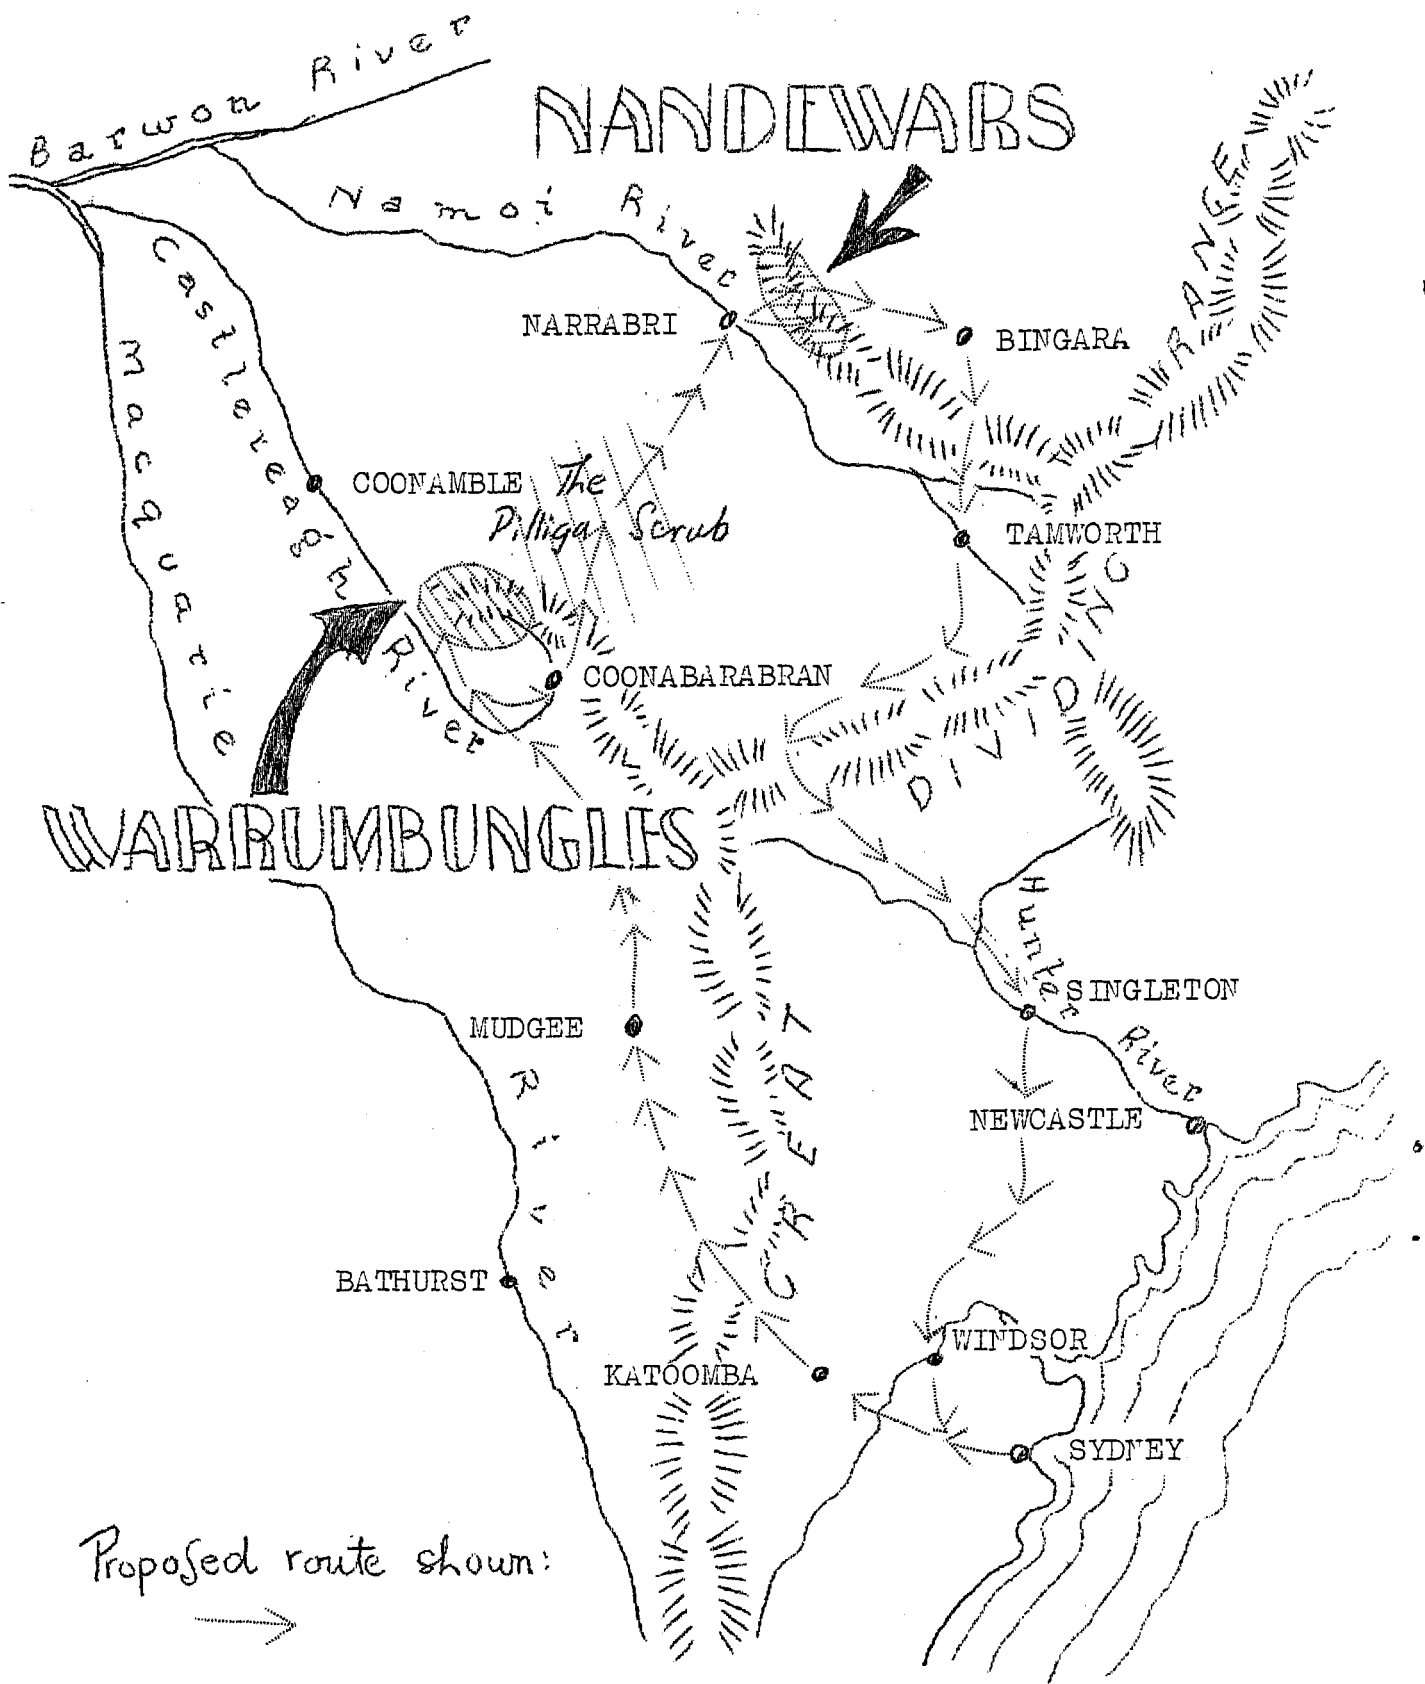 Barwon River
NANDEWARS
Namoi River
Castlereagh River
Macquarie River
NARRABRI
BINGARA
COONAMBLE
The
Pilliga Scrub
TAMWORTH
COONABARABRAN
GREAT DIVIDING RANGE
WARRUMBUNGLES
Hunter River
SINGLETON
MUDGEE
NEWCASTLE
BATHURST
WINDSOR
KATOOMBA
SYDNEY
Proposed route shown: